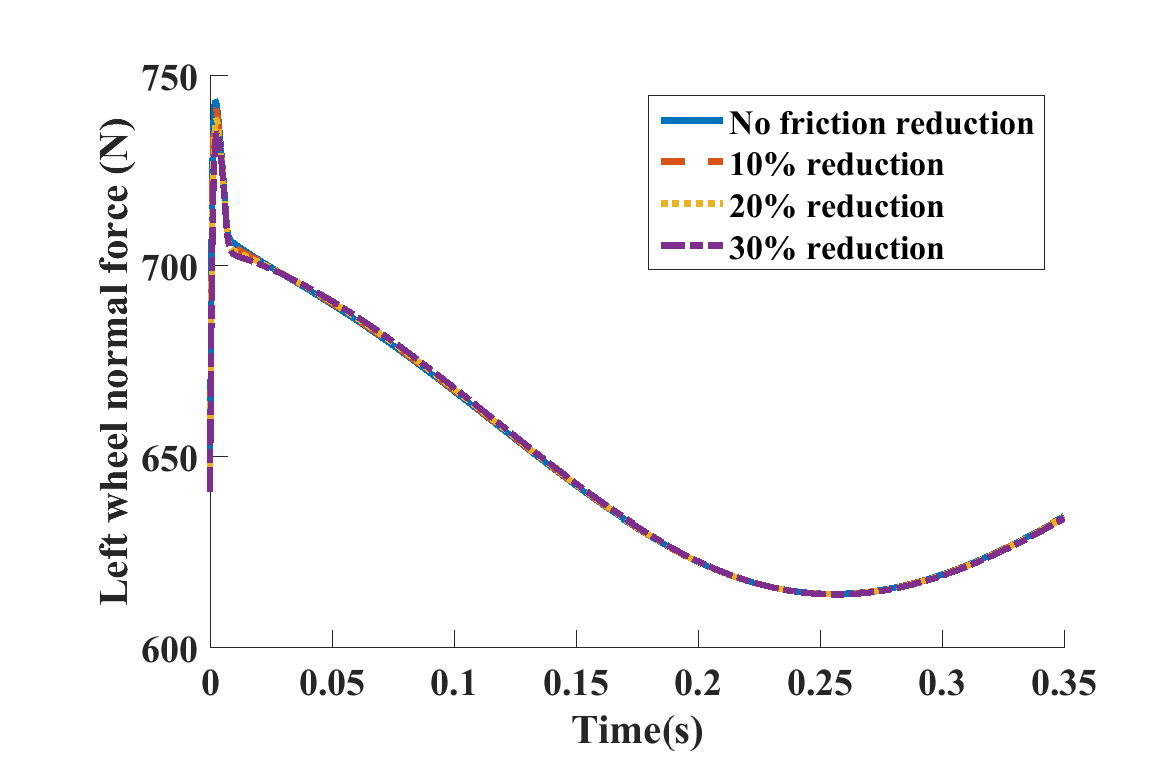 Left wheel normal force (N)
750
700
650
600
No friction reduction
10% reduction
20% reduction
30% reduction
0 0.05 0.1 0.15 0.2 0.25 0.3 0.35
Time(s)